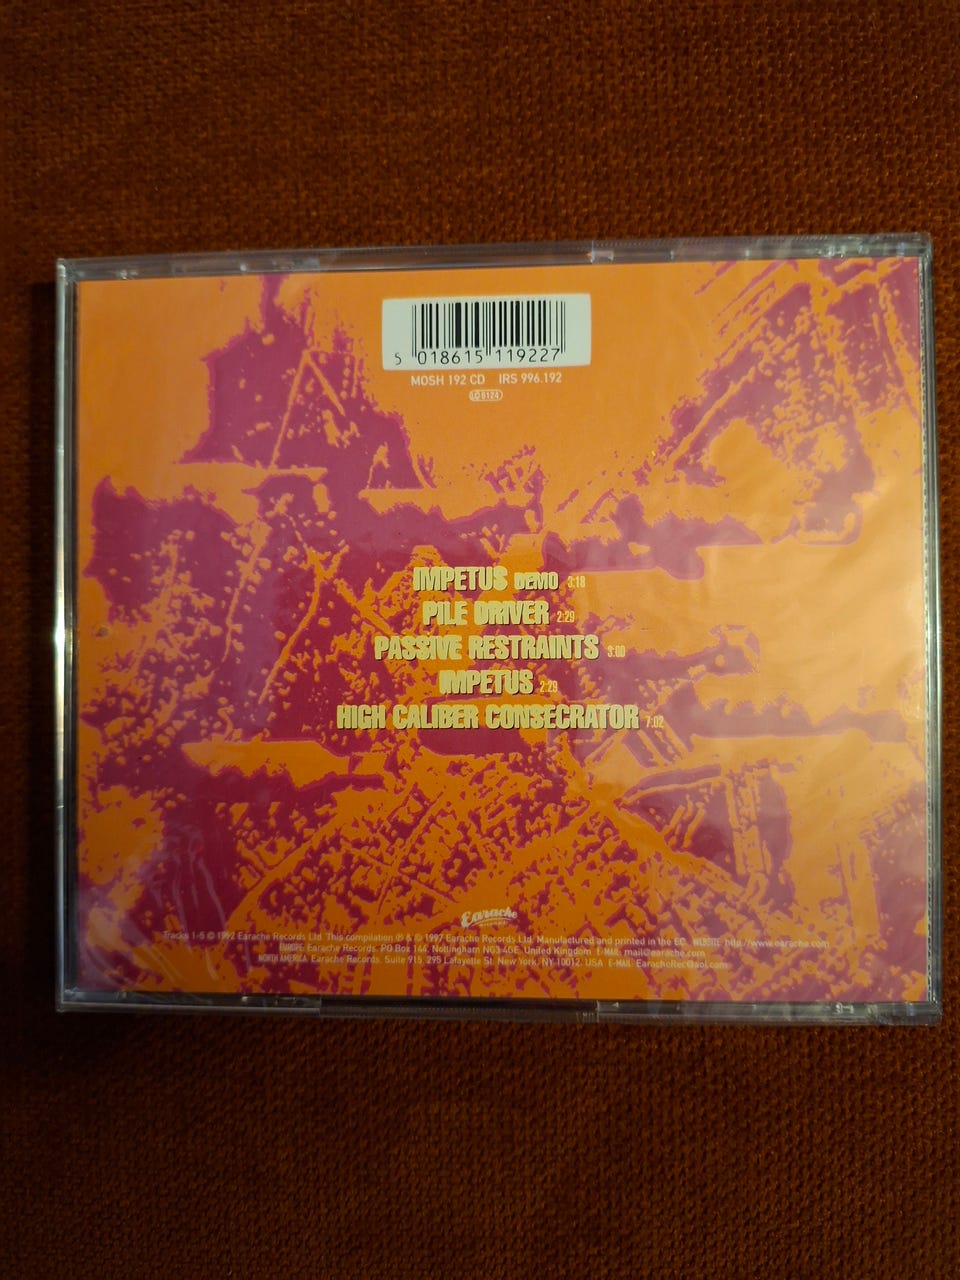 5 018615 119227
MOSH 192 CD IRS 996.192
LC 6124
IMPETUS DEMO 3:18
PILE DRIVER 2:29
PASSIVE RESTRAINTS 3:00
IMPETUS 2:29
HIGH CALIBER CONSECRATOR 7:02
Earache
Tracks 1-5 © 1992 Earache Records Ltd This compilation ℗ & © 1997 Earache Records Ltd. Manufactured and printed in the EC. WEBSITE: http://www.earache.com
EUROPE: Earache Records, PO Box 144, Nottingham NG3 4GE, United Kingdom E-MAIL: mail@earache.com
NORTH AMERICA: Earache Records, Suite 915, 295 Lafayette St. New York, NY 10012, USA E-MAIL: EaracheRec@aol.com